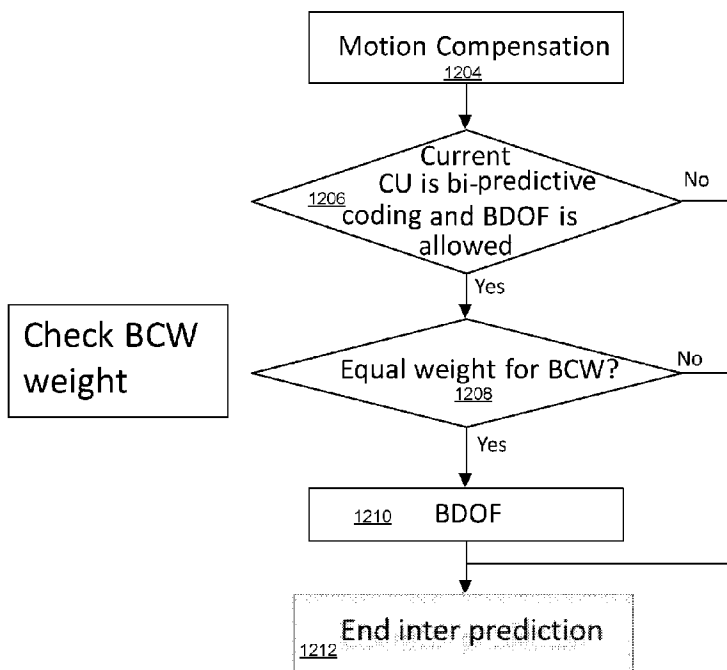 Motion Compensation
1204
Current
CU is bi-predictive
1206 coding and BDOF is
allowed
No
Yes
Check BCW
weight
Equal weight for BCW?
1208
No
Yes
1210 BDOF
End inter prediction
1212